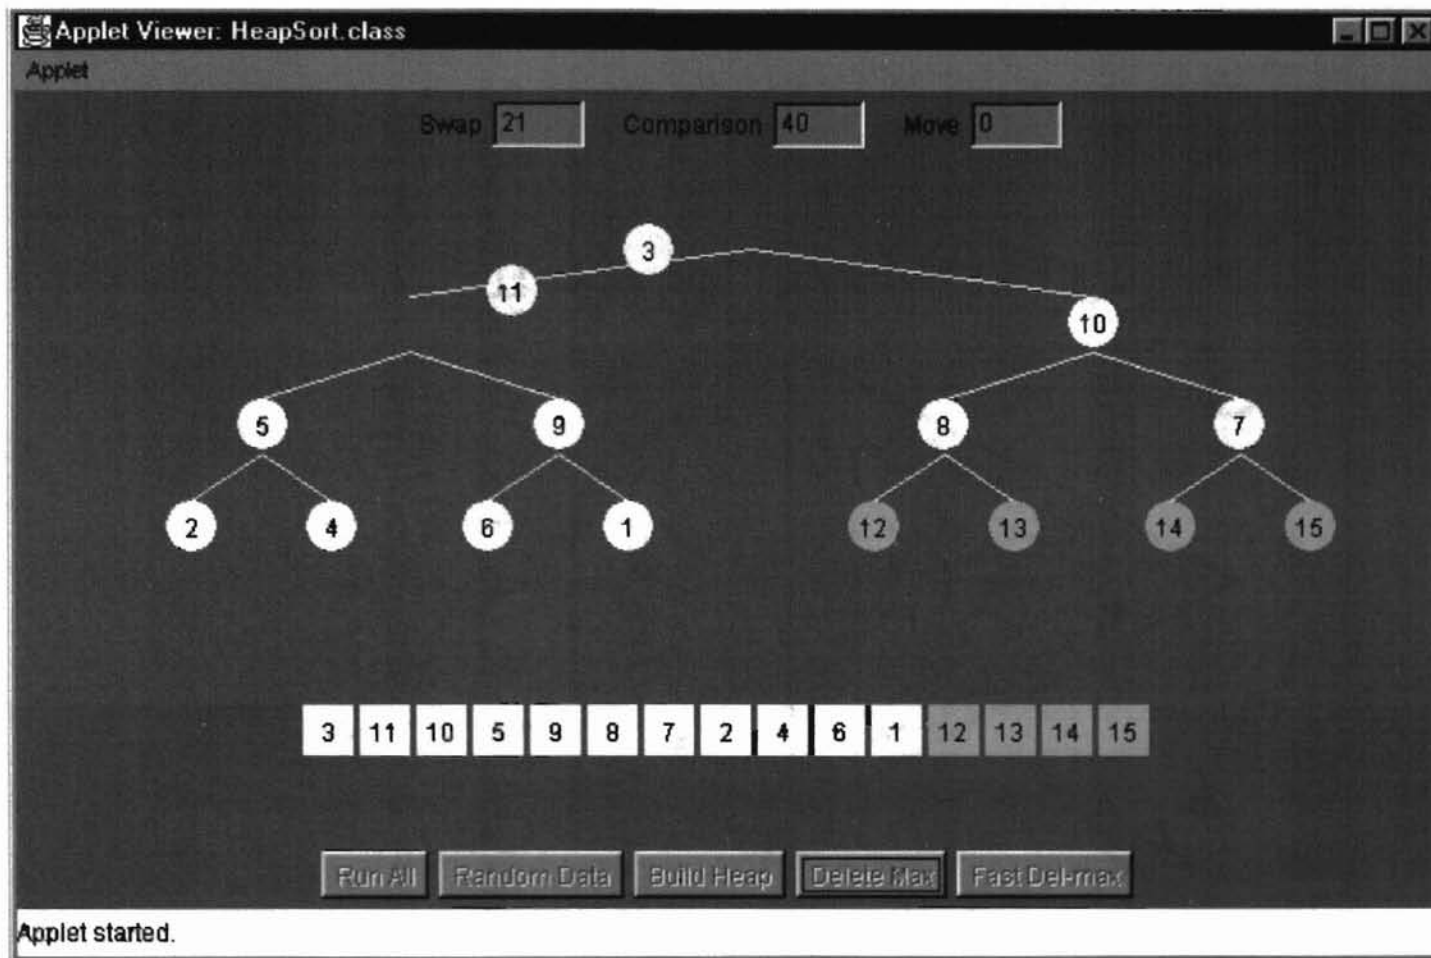 Applet Viewer: HeapSort.class
Applet
Swap 21 Comparison 40 Move 0
3
11
10
5 9 8 7
2 4 6 1 12 13 14 15
3 11 10 5 9 8 7 2 4 6 1 12 13 14 15
Run All Random Data Build Heap Delete Max Fast Del-max
Applet started.